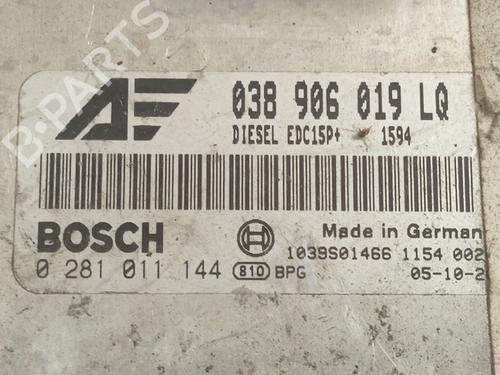 AF
038 906 019 LQ
DIESEL EDC15P+ 1594
BOSCH
Made in German
0 281 011 144 810 BPG
1039S01466 1154 002
05-10-2
B-PARTS